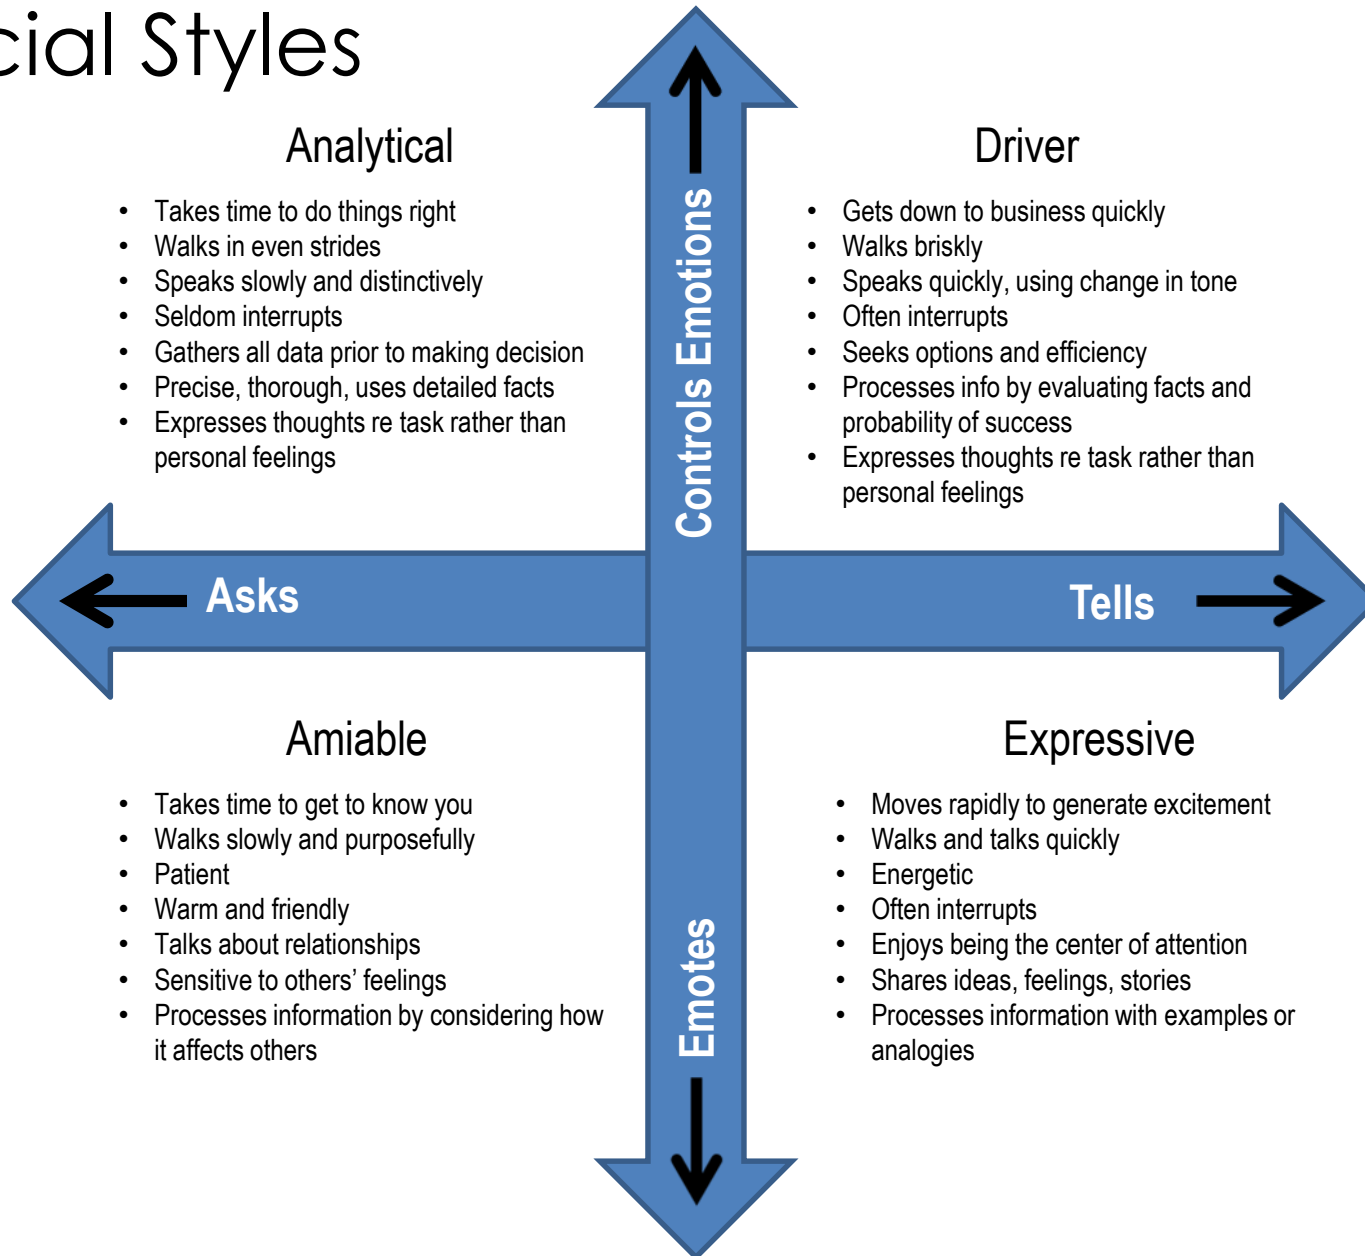 cial Styles
Analytical
• Takes time to do things right
• Walks in even strides
• Speaks slowly and distinctively
• Seldom interrupts
• Gathers all data prior to making decision
• Precise, thorough, uses detailed facts
• Expresses thoughts re task rather than
personal feelings
Driver
• Gets down to business quickly
• Walks briskly
• Speaks quickly, using change in tone
• Often interrupts
• Seeks options and efficiency
• Processes info by evaluating facts and
probability of success
• Expresses thoughts re task rather than
personal feelings
Controls Emotions
Asks
Tells
Amiable
• Takes time to get to know you
• Walks slowly and purposefully
• Patient
• Warm and friendly
• Talks about relationships
• Sensitive to others’ feelings
• Processes information by considering how
it affects others
Emotes
Expressive
• Moves rapidly to generate excitement
• Walks and talks quickly
• Energetic
• Often interrupts
• Enjoys being the center of attention
• Shares ideas, feelings, stories
• Processes information with examples or
analogies